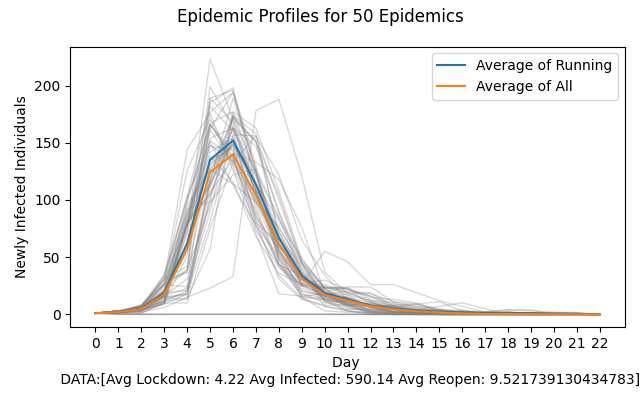 Epidemic Profiles for 50 Epidemics
Average of Running
Average of All
Newly Infected Individuals
200
150
100
50
0
0 1 2 3 4 5 6 7 8 9 10 11 12 13 14 15 16 17 18 19 20 21 22
Day
DATA:[Avg Lockdown: 4.22 Avg Infected: 590.14 Avg Reopen: 9.521739130434783]